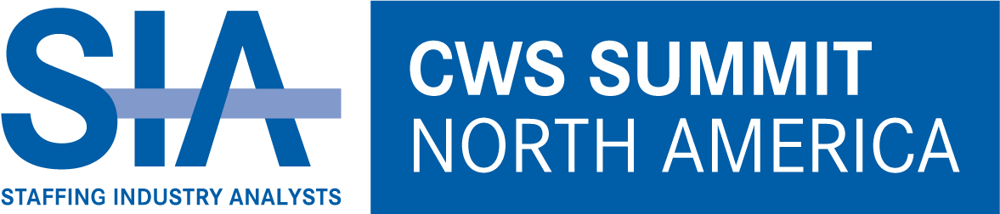 SIA
STAFFING INDUSTRY ANALYSTS
CWS SUMMIT
NORTH AMERICA